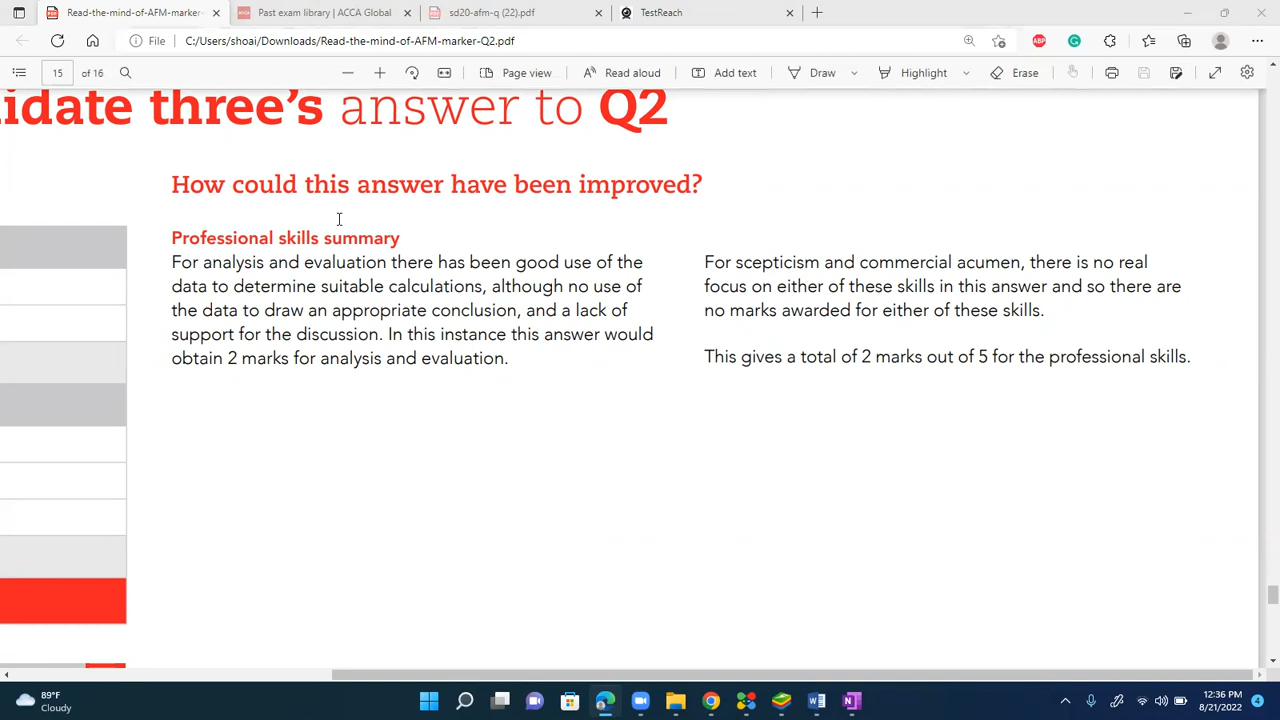 Read-the-mind-of-AFM-marker-
Past exam library | ACCA Global
sd20-afm-q (22).pdf
TestReach
File
C:/Users/shoai/Downloads/Read-the-mind-of-AFM-marker-Q2.pdf
ABP
15 of 16
Page view
Read aloud
Add text
Draw
Highlight
Erase
idate three's answer to Q2
How could this answer have been improved?
Professional skills summary
For analysis and evaluation there has been good use of the
data to determine suitable calculations, although no use of
the data to draw an appropriate conclusion, and a lack of
support for the discussion. In this instance this answer would
obtain 2 marks for analysis and evaluation.
For scepticism and commercial acumen, there is no real
focus on either of these skills in this answer and so there are
no marks awarded for either of these skills.
This gives a total of 2 marks out of 5 for the professional skills.
89°F
Cloudy
12:36 PM
8/21/2022
4